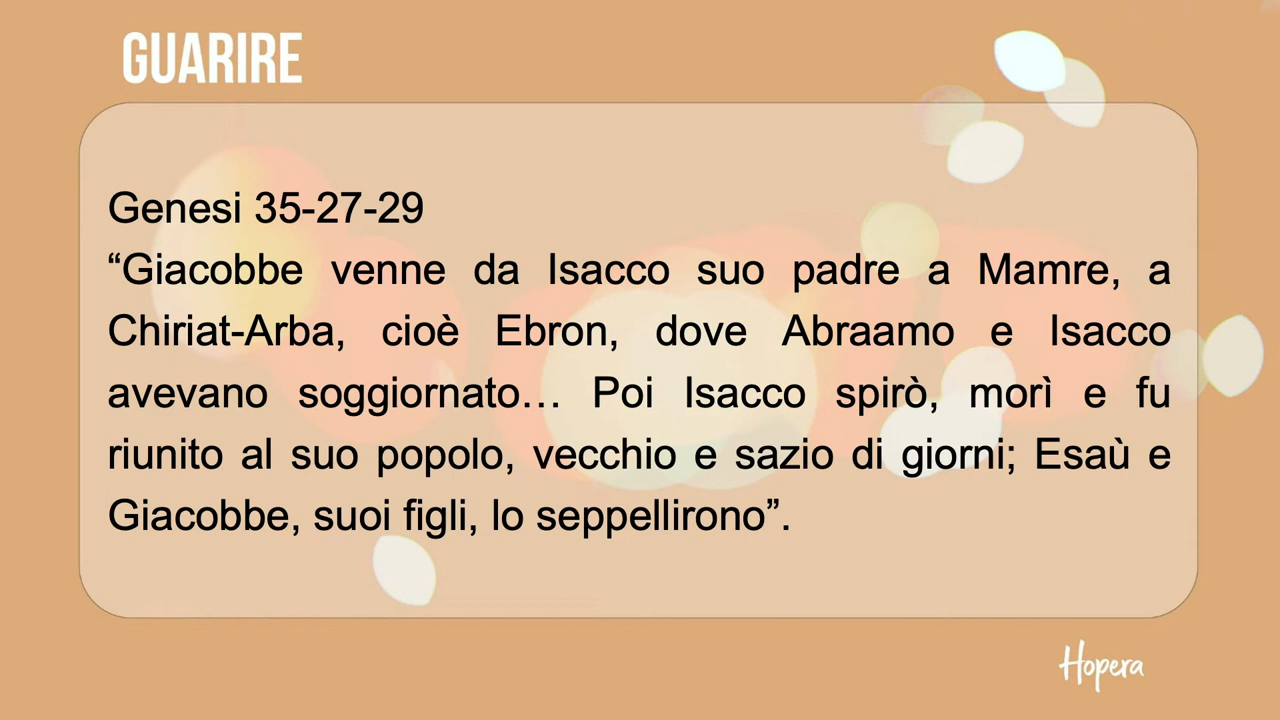 GUARIRE
Genesi 35-27-29
“Giacobbe venne da Isacco suo padre a Mamre, a
Chiriat-Arba, cioè Ebron, dove Abraamo e Isacco
avevano soggiornato… Poi Isacco spirò, morì e fu
riunito al suo popolo, vecchio e sazio di giorni; Esaù e
Giacobbe, suoi figli, lo seppellirono”.
Hopera